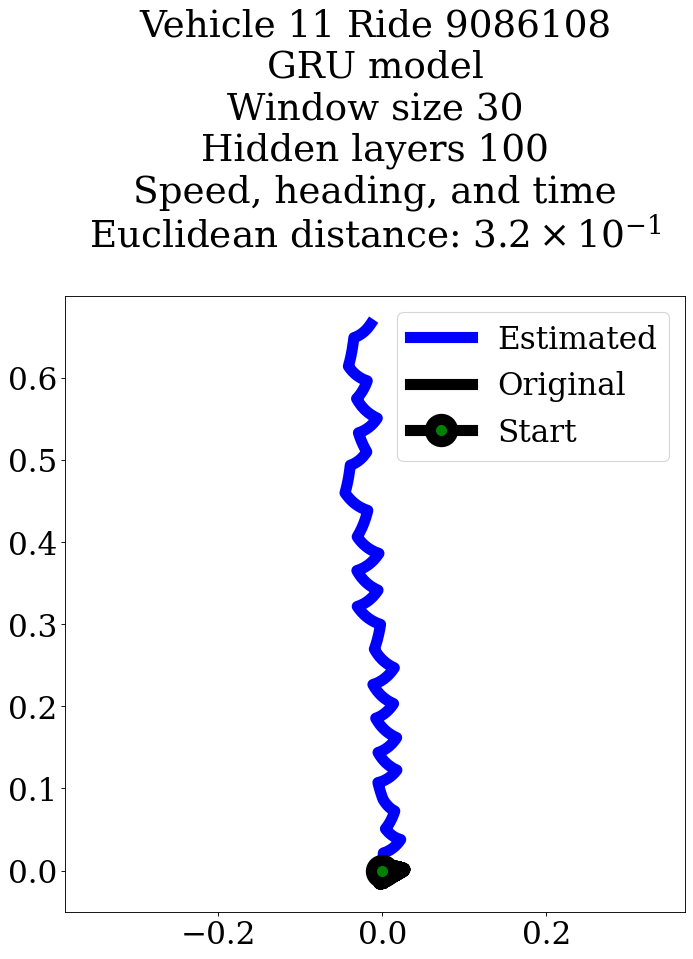 Vehicle 11 Ride 9086108
GRU model
Window size 30
Hidden layers 100
Speed, heading, and time
Euclidean distance: 3.2 × 10⁻¹
Estimated
Original
Start
0.6
0.5
0.4
0.3
0.2
0.1
0.0
−0.2 0.0 0.2